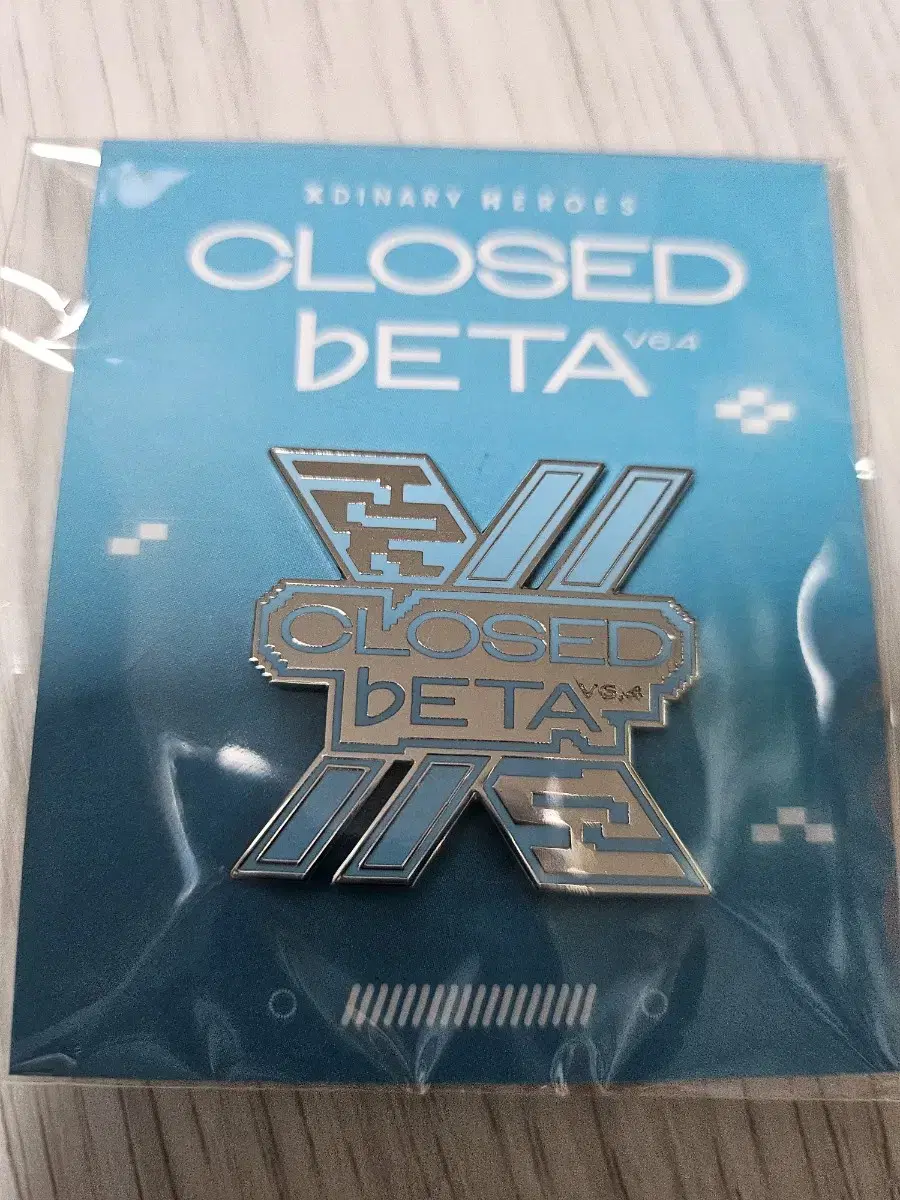 XDINARY HEROES
CLOSED
bETA V6.4
CLOSED
bETA V6.4